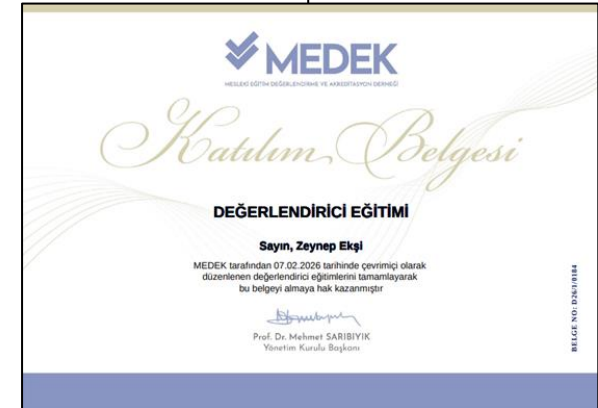 MEDEK
MESLEKİ EĞİTİM DEĞERLENDİRME VE AKREDİTASYON DERNEĞİ
Katılım Belgesi
DEĞERLENDİRİCİ EĞİTİMİ
Sayın, Zeynep Ekşi
MEDEK tarafından 07.02.2026 tarihinde çevrimiçi olarak
düzenlenen değerlendirici eğitimlerini tamamlayarak
bu belgeyi almaya hak kazanmıştır
Prof. Dr. Mehmet SARIBIYIK
Yönetim Kurulu Başkanı
BELGE NO: D26/1/0184